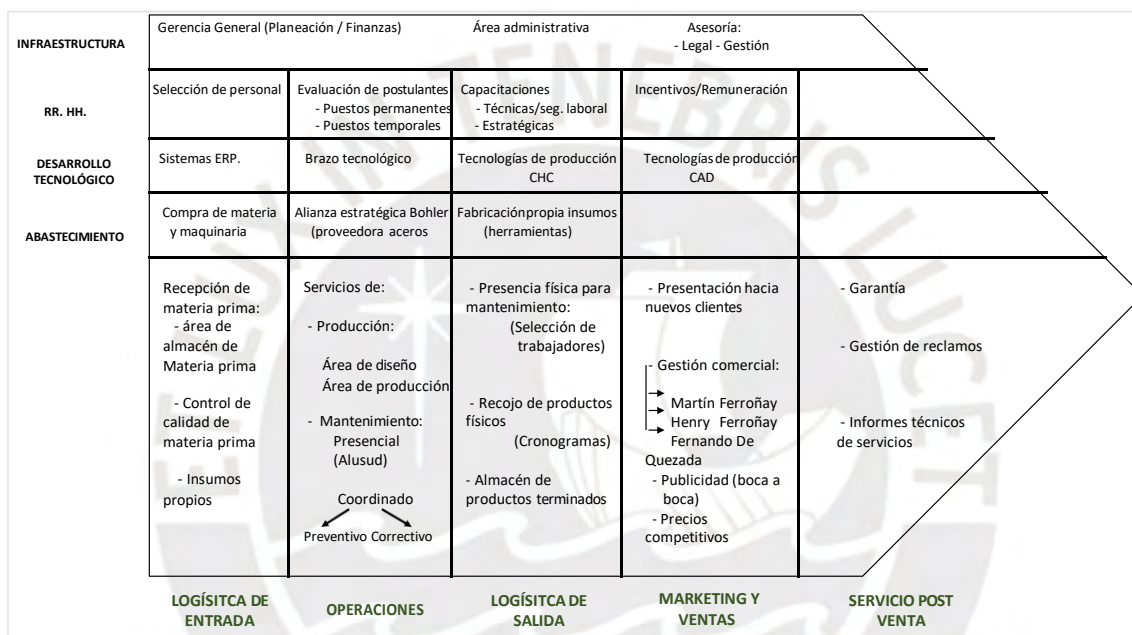 INFRAESTRUCTURA
Gerencia General (Planeación / Finanzas)
Área administrativa
Asesoría:
- Legal - Gestión
RR. HH.
Selección de personal
Evaluación de postulantes
- Puestos permanentes
- Puestos temporales
Capacitaciones
- Técnicas/seg. laboral
- Estratégicas
Incentivos/Remuneración
DESARROLLO
TECNOLÓGICO
Sistemas ERP.
Brazo tecnológico
Tecnologías de producción
CHC
Tecnologías de producción
CAD
ABASTECIMIENTO
Compra de materia
y maquinaria
Alianza estratégica Bohler
(proveedora aceros
Fabricación propia insumos
(herramientas)
Recepción de
materia prima:
- área de
almacén de
Materia prima
- Control de
calidad de
materia prima
- Insumos
propios
Servicios de:
- Producción:
Área de diseño
Área de producción
- Mantenimiento:
Presencial
(Alusud)
Coordinado
Preventivo Correctivo
- Presencia física para
mantenimiento:
(Selección de
trabajadores)
- Recojo de productos
físicos
(Cronogramas)
- Almacén de
productos terminados
- Presentación hacia
nuevos clientes
- Gestión comercial:
Martín Ferroñay
Henry Ferroñay
Fernando De
Quezada
- Publicidad (boca a
boca)
- Precios
competitivos
- Garantía
- Gestión de reclamos
- Informes técnicos
de servicios
LOGÍSITCA DE
ENTRADA
OPERACIONES
LOGÍSITCA DE
SALIDA
MARKETING Y
VENTAS
SERVICIO POST
VENTA
ET LUX IN TENEBRIS LUCET